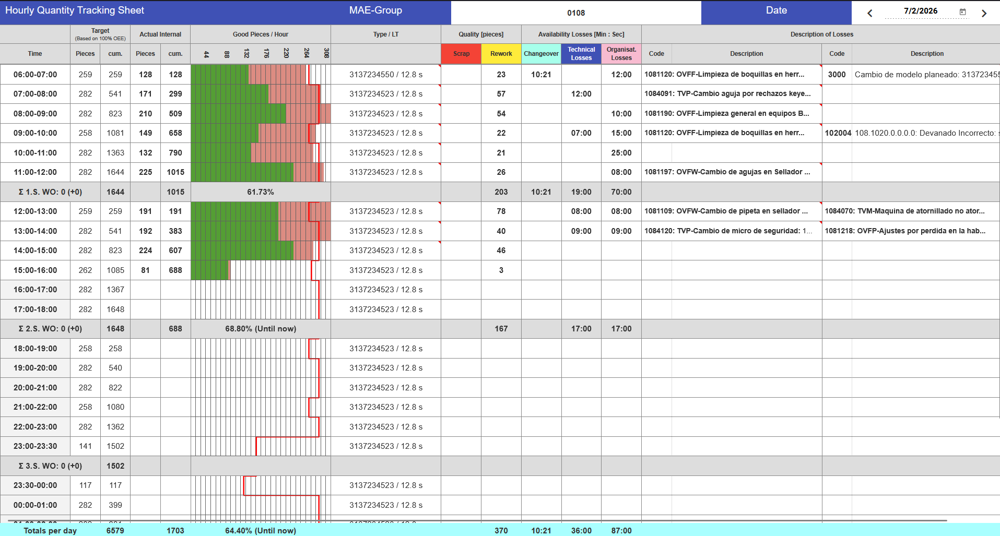 Hourly Quantity Tracking Sheet MAE-Group 0108 Date 7/2/2026
Target (Based on 100% OEE) Actual Internal Good Pieces / Hour Type / LT Quality [pieces] Availability Losses [Min : Sec] Description of Losses
Time Pieces cum. Pieces cum. 44 88 132 176 220 264 308 Scrap Rework Changeover Technical Losses Organisat. Losses Code Description Code Description
06:00-07:00 259 259 128 128 3137234550 / 12.8 s 23 10:21 12:00 1081120: OVFF-Limpieza de boquillas en herr... 3000 Cambio de modelo planeado: 313723455
07:00-08:00 282 541 171 299 3137234523 / 12.8 s 57 12:00 1084091: TVP-Cambio aguja por rechazos keye...
08:00-09:00 282 823 210 509 3137234523 / 12.8 s 54 10:00 1081190: OVFF-Limpieza general en equipos B...
09:00-10:00 258 1081 149 658 3137234523 / 12.8 s 22 07:00 15:00 1081120: OVFF-Limpieza de boquillas en herr... 102004 108.1020.0.0.0.0: Devanado Incorrecto:
10:00-11:00 282 1363 132 790 3137234523 / 12.8 s 21 25:00
11:00-12:00 282 1644 225 1015 3137234523 / 12.8 s 26 08:00 1081197: OVFW-Cambio de agujas en Sellador ...
Σ 1.S. WO: 0 (+0) 1644 1015 61.73% 203 10:21 19:00 70:00
12:00-13:00 259 259 191 191 3137234523 / 12.8 s 78 08:00 08:00 1081109: OVFW-Cambio de pipeta en sellador ... 1084070: TVM-Maquina de atornillado no ator...
13:00-14:00 282 541 192 383 3137234523 / 12.8 s 40 09:00 09:00 1084120: TVP-Cambio de micro de seguridad: 1... 1081218: OVFP-Ajustes por perdida en la hab...
14:00-15:00 282 823 224 607 3137234523 / 12.8 s 46
15:00-16:00 262 1085 81 688 3137234523 / 12.8 s 3
16:00-17:00 282 1367 3137234523 / 12.8 s
17:00-18:00 282 1648 3137234523 / 12.8 s
Σ 2.S. WO: 0 (+0) 1648 688 68.80% (Until now) 167 17:00 17:00
18:00-19:00 258 258 3137234523 / 12.8 s
19:00-20:00 282 540 3137234523 / 12.8 s
20:00-21:00 282 822 3137234523 / 12.8 s
21:00-22:00 258 1080 3137234523 / 12.8 s
22:00-23:00 282 1362 3137234523 / 12.8 s
23:00-23:30 141 1502 3137234523 / 12.8 s
Σ 3.S. WO: 0 (+0) 1502
23:30-00:00 117 117 3137234523 / 12.8 s
00:00-01:00 282 399 3137234523 / 12.8 s
Totals per day 6579 1703 64.40% (Until now) 370 10:21 36:00 87:00